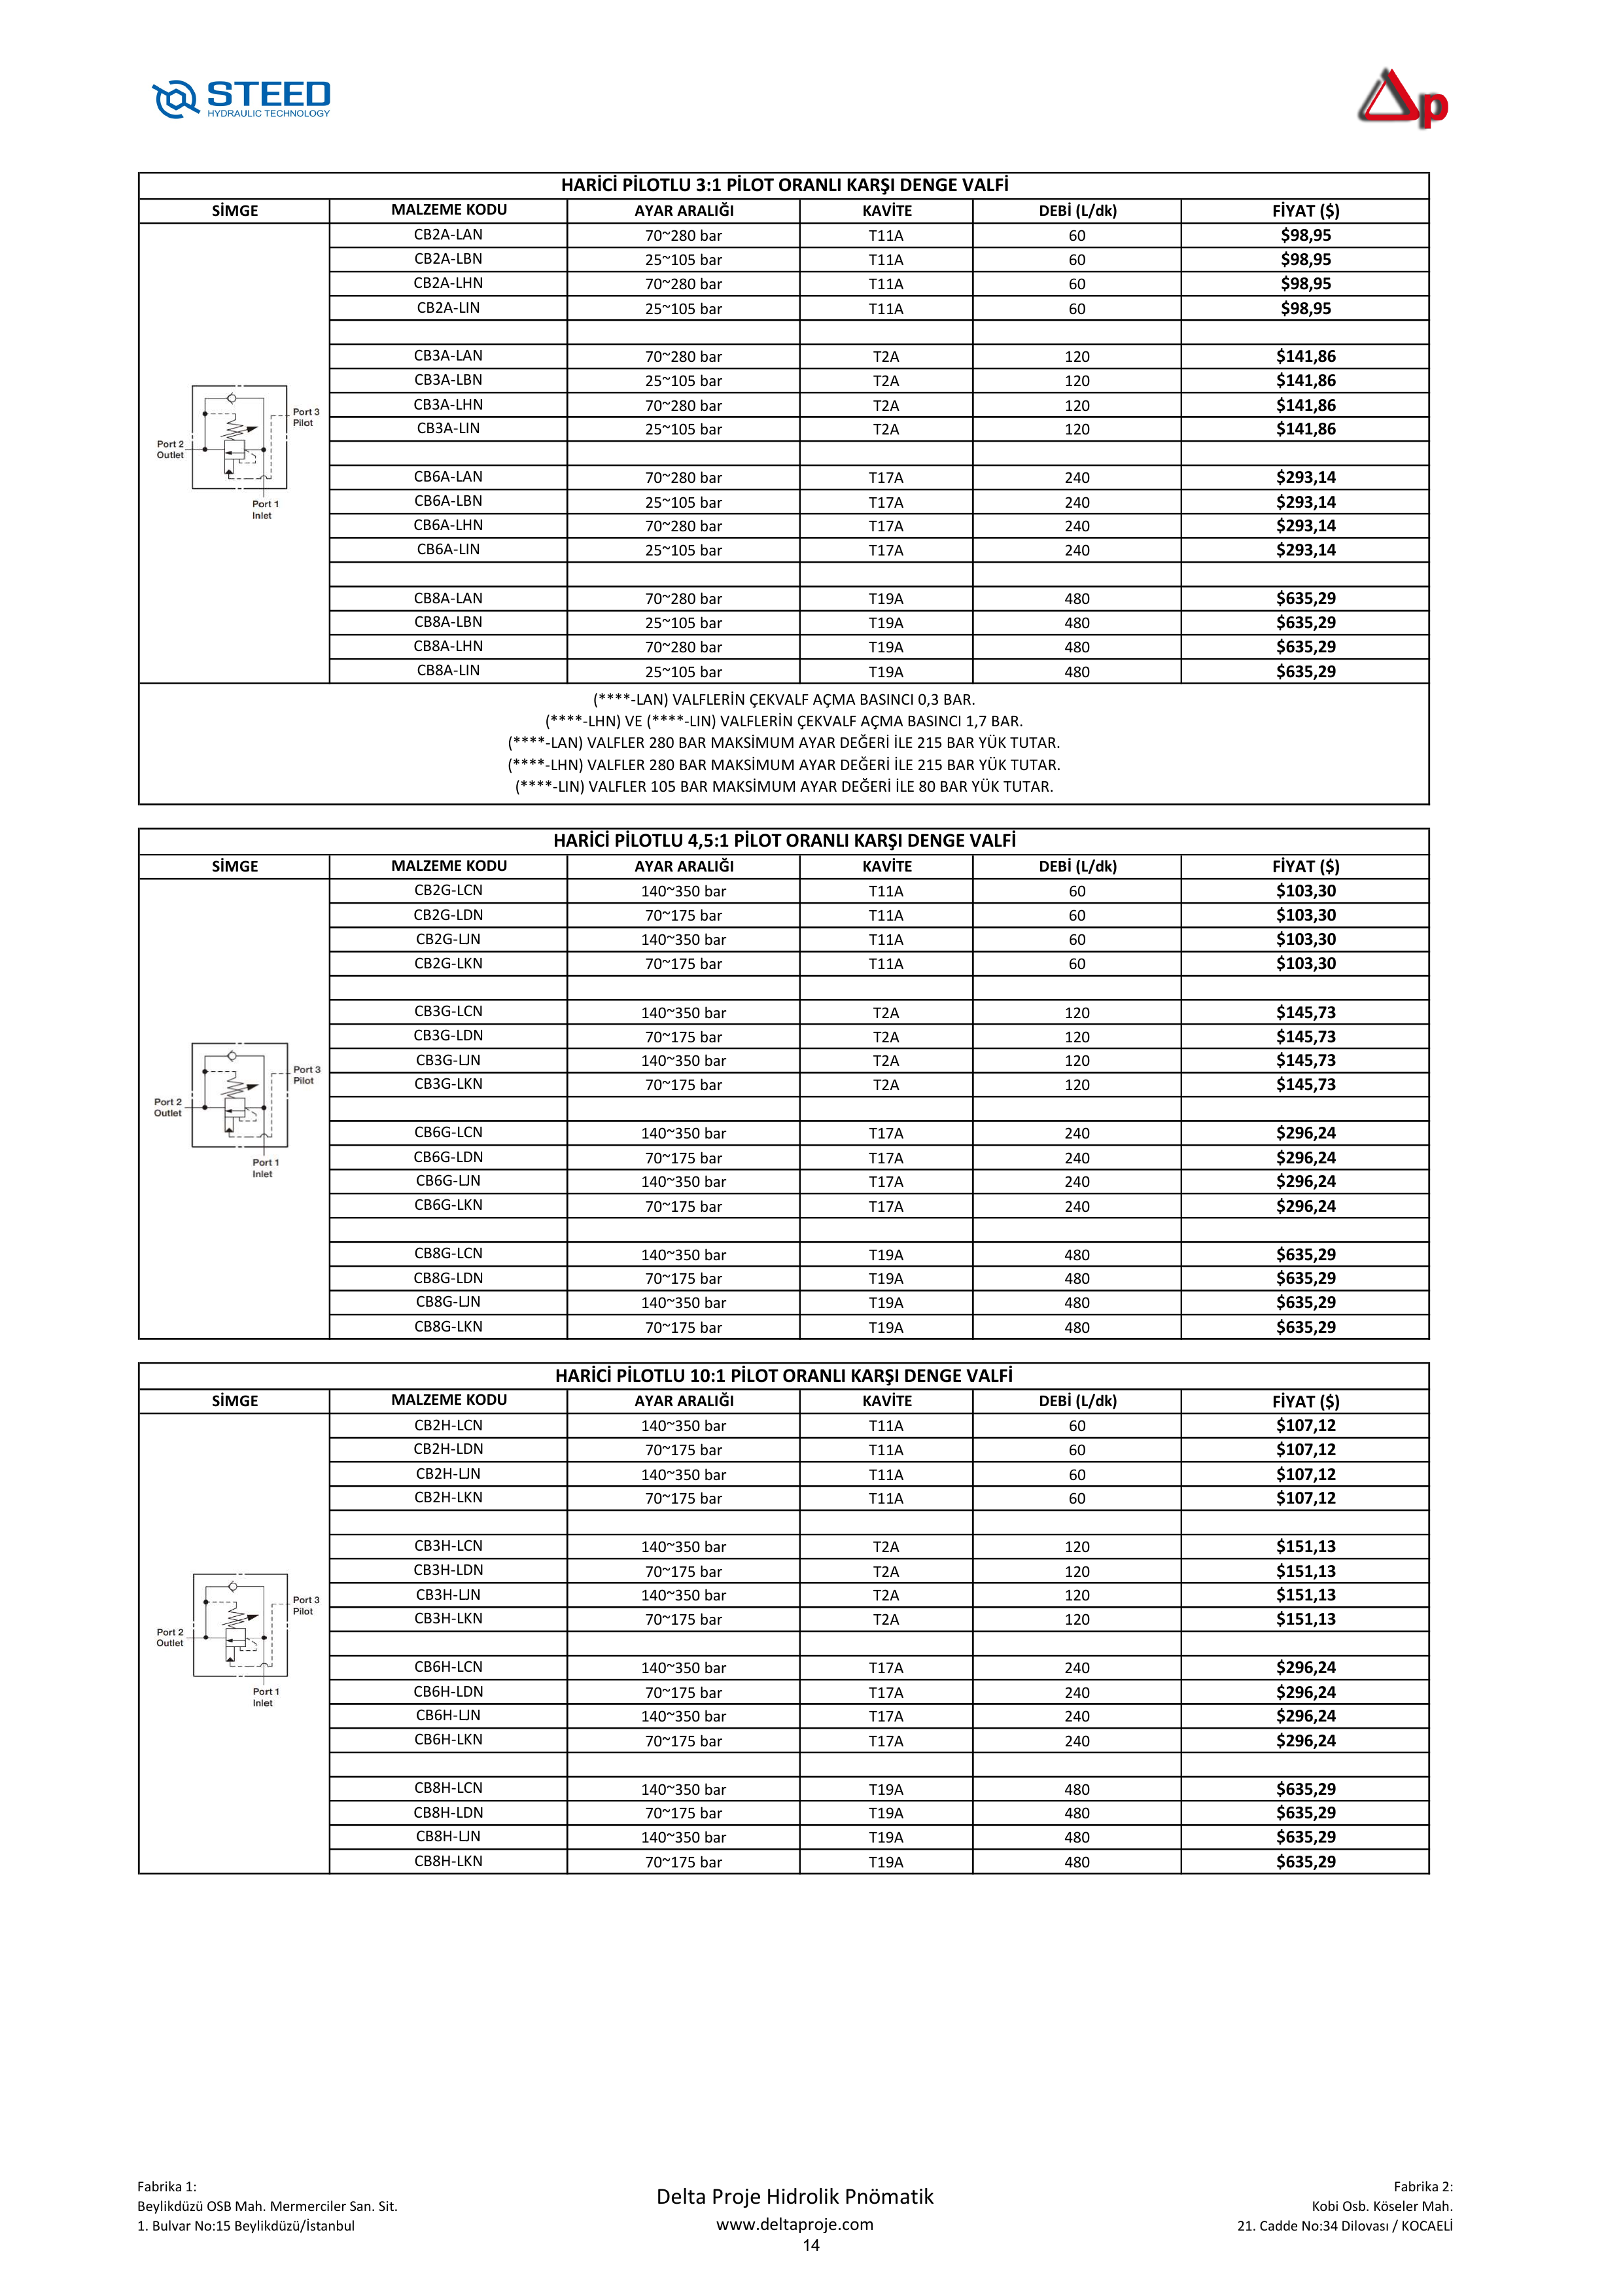 STEED
HYDRAULIC TECHNOLOGY
Δp
HARİCİ PİLOTLU 3:1 PİLOT ORANLI KARŞI DENGE VALFİ
SİMGE MALZEME KODU AYAR ARALIĞI KAVİTE DEBİ (L/dk) FİYAT ($)
CB2A-LAN 70~280 bar T11A 60 $98,95
CB2A-LBN 25~105 bar T11A 60 $98,95
CB2A-LHN 70~280 bar T11A 60 $98,95
CB2A-LIN 25~105 bar T11A 60 $98,95
CB3A-LAN 70~280 bar T2A 120 $141,86
CB3A-LBN 25~105 bar T2A 120 $141,86
CB3A-LHN 70~280 bar T2A 120 $141,86
CB3A-LIN 25~105 bar T2A 120 $141,86
CB6A-LAN 70~280 bar T17A 240 $293,14
CB6A-LBN 25~105 bar T17A 240 $293,14
CB6A-LHN 70~280 bar T17A 240 $293,14
CB6A-LIN 25~105 bar T17A 240 $293,14
CB8A-LAN 70~280 bar T19A 480 $635,29
CB8A-LBN 25~105 bar T19A 480 $635,29
CB8A-LHN 70~280 bar T19A 480 $635,29
CB8A-LIN 25~105 bar T19A 480 $635,29
Port 3
Pilot
Port 2
Outlet
Port 1
Inlet
(****-LAN) VALFLERİN ÇEKVALF AÇMA BASINCI 0,3 BAR.
(****-LHN) VE (****-LIN) VALFLERİN ÇEKVALF AÇMA BASINCI 1,7 BAR.
(****-LAN) VALFLER 280 BAR MAKSİMUM AYAR DEĞERİ İLE 215 BAR YÜK TUTAR.
(****-LHN) VALFLER 280 BAR MAKSİMUM AYAR DEĞERİ İLE 215 BAR YÜK TUTAR.
(****-LIN) VALFLER 105 BAR MAKSİMUM AYAR DEĞERİ İLE 80 BAR YÜK TUTAR.
HARİCİ PİLOTLU 4,5:1 PİLOT ORANLI KARŞI DENGE VALFİ
SİMGE MALZEME KODU AYAR ARALIĞI KAVİTE DEBİ (L/dk) FİYAT ($)
CB2G-LCN 140~350 bar T11A 60 $103,30
CB2G-LDN 70~175 bar T11A 60 $103,30
CB2G-LJN 140~350 bar T11A 60 $103,30
CB2G-LKN 70~175 bar T11A 60 $103,30
CB3G-LCN 140~350 bar T2A 120 $145,73
CB3G-LDN 70~175 bar T2A 120 $145,73
CB3G-LJN 140~350 bar T2A 120 $145,73
CB3G-LKN 70~175 bar T2A 120 $145,73
CB6G-LCN 140~350 bar T17A 240 $296,24
CB6G-LDN 70~175 bar T17A 240 $296,24
CB6G-LJN 140~350 bar T17A 240 $296,24
CB6G-LKN 70~175 bar T17A 240 $296,24
CB8G-LCN 140~350 bar T19A 480 $635,29
CB8G-LDN 70~175 bar T19A 480 $635,29
CB8G-LJN 140~350 bar T19A 480 $635,29
CB8G-LKN 70~175 bar T19A 480 $635,29
Port 3
Pilot
Port 2
Outlet
Port 1
Inlet
HARİCİ PİLOTLU 10:1 PİLOT ORANLI KARŞI DENGE VALFİ
SİMGE MALZEME KODU AYAR ARALIĞI KAVİTE DEBİ (L/dk) FİYAT ($)
CB2H-LCN 140~350 bar T11A 60 $107,12
CB2H-LDN 70~175 bar T11A 60 $107,12
CB2H-LJN 140~350 bar T11A 60 $107,12
CB2H-LKN 70~175 bar T11A 60 $107,12
CB3H-LCN 140~350 bar T2A 120 $151,13
CB3H-LDN 70~175 bar T2A 120 $151,13
CB3H-LJN 140~350 bar T2A 120 $151,13
CB3H-LKN 70~175 bar T2A 120 $151,13
CB6H-LCN 140~350 bar T17A 240 $296,24
CB6H-LDN 70~175 bar T17A 240 $296,24
CB6H-LJN 140~350 bar T17A 240 $296,24
CB6H-LKN 70~175 bar T17A 240 $296,24
CB8H-LCN 140~350 bar T19A 480 $635,29
CB8H-LDN 70~175 bar T19A 480 $635,29
CB8H-LJN 140~350 bar T19A 480 $635,29
CB8H-LKN 70~175 bar T19A 480 $635,29
Port 3
Pilot
Port 2
Outlet
Port 1
Inlet
Fabrika 1:
Beylikdüzü OSB Mah. Mermerciler San. Sit.
1. Bulvar No:15 Beylikdüzü/İstanbul
Delta Proje Hidrolik Pnömatik
www.deltaproje.com
14
Fabrika 2:
Kobi Osb. Köseler Mah.
21. Cadde No:34 Dilovası / KOCAELİ